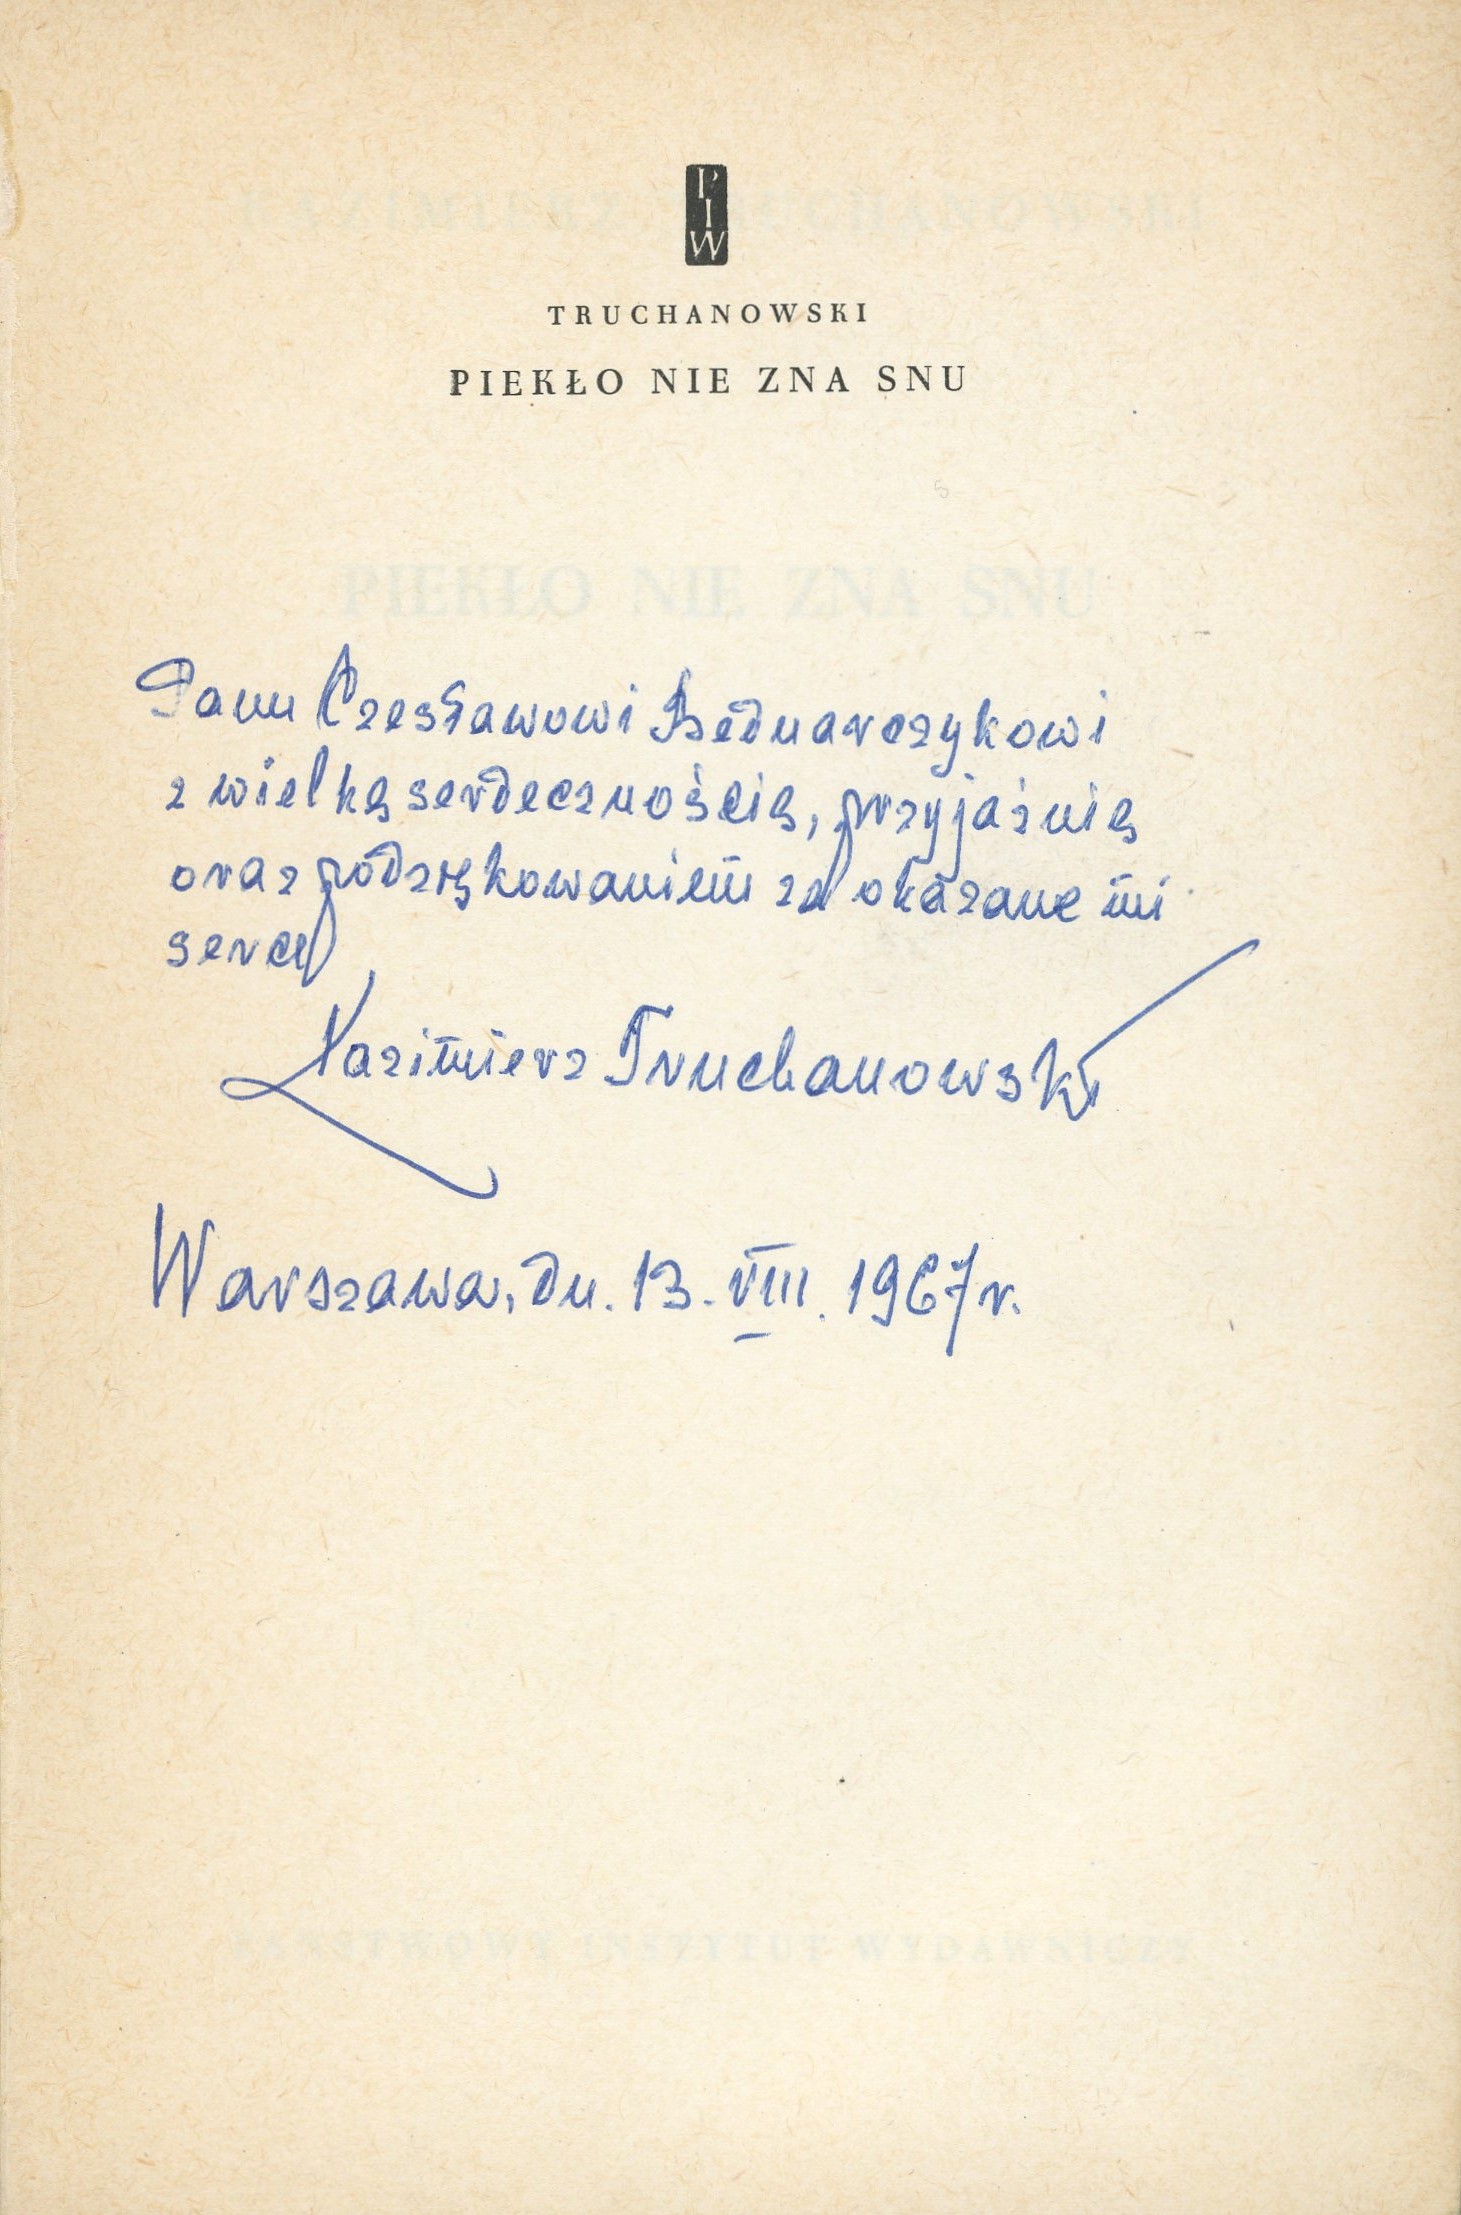 PIW
TRUCHANOWSKI
PIEKŁO NIE ZNA SNU
Panu Czesławowi Bednarczykowi
z wielką serdecznością, przyjaźnią
oraz podziękowaniem za okazane mi
serce
Kazimierz Truchanowski
Warszawa, dn. 13. VIII. 1967 r.